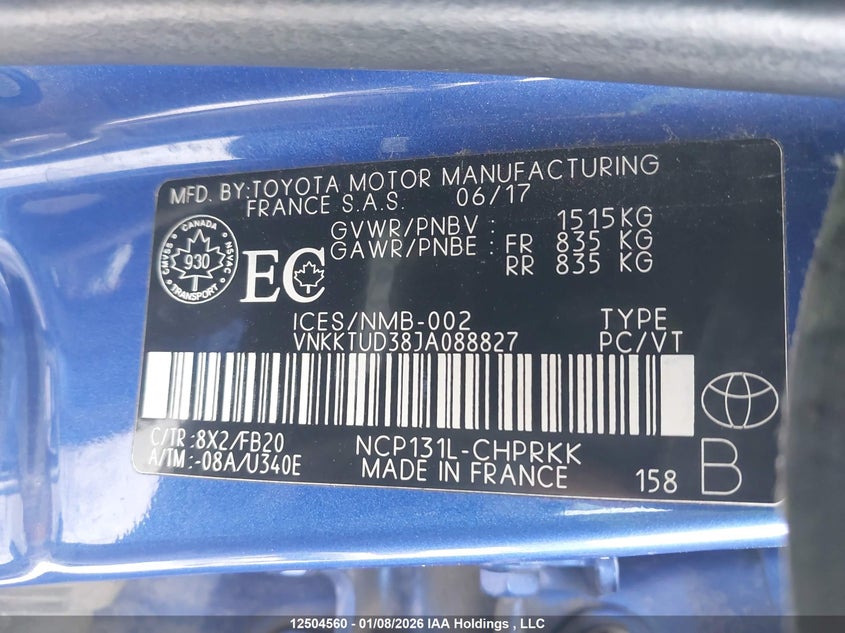 MFD. BY:TOYOTA MOTOR MANUFACTURING
FRANCE S.A.S. 06/17
GVWR/PNBV : 1515KG
GAWR/PNBE : FR 835 KG
RR 835 KG
CANADA
CMVSS NSVAC
930
TRANSPORT
EC
ICES/NMB-002 TYPE
VNKKTUD38JA088827 PC/VT
C/TR :8X2/FB20 NCP131L-CHPRKK
A/TM :-08A/U340E MADE IN FRANCE
158 B
12504560 - 01/08/2026 IAA Holdings , LLC